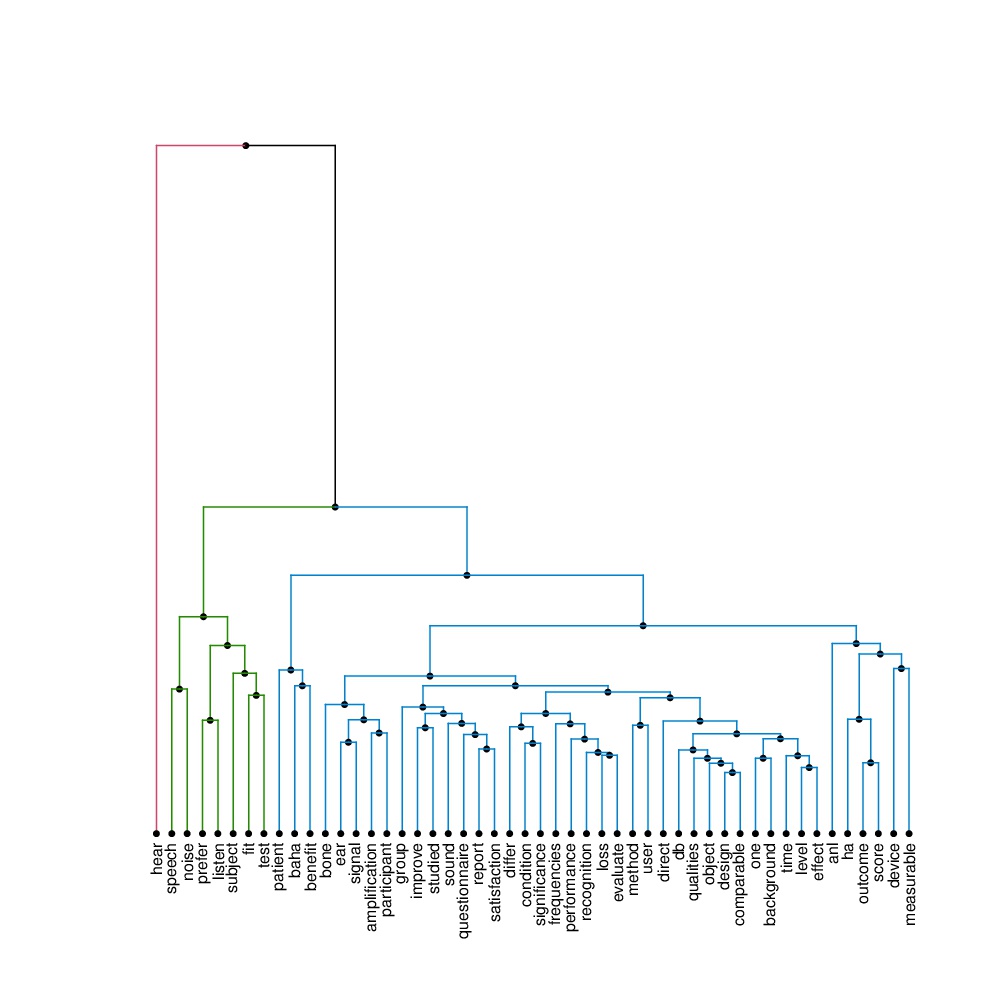 hear
speech
noise
prefer
listen
subject
fit
test
patient
baha
benefit
bone
ear
signal
amplification
participant
group
improve
studied
sound
questionnaire
report
satisfaction
differ
condition
significance
frequencies
performance
recognition
loss
evaluate
method
user
direct
db
qualities
object
design
comparable
one
background
time
level
effect
anl
ha
outcome
score
device
measurable